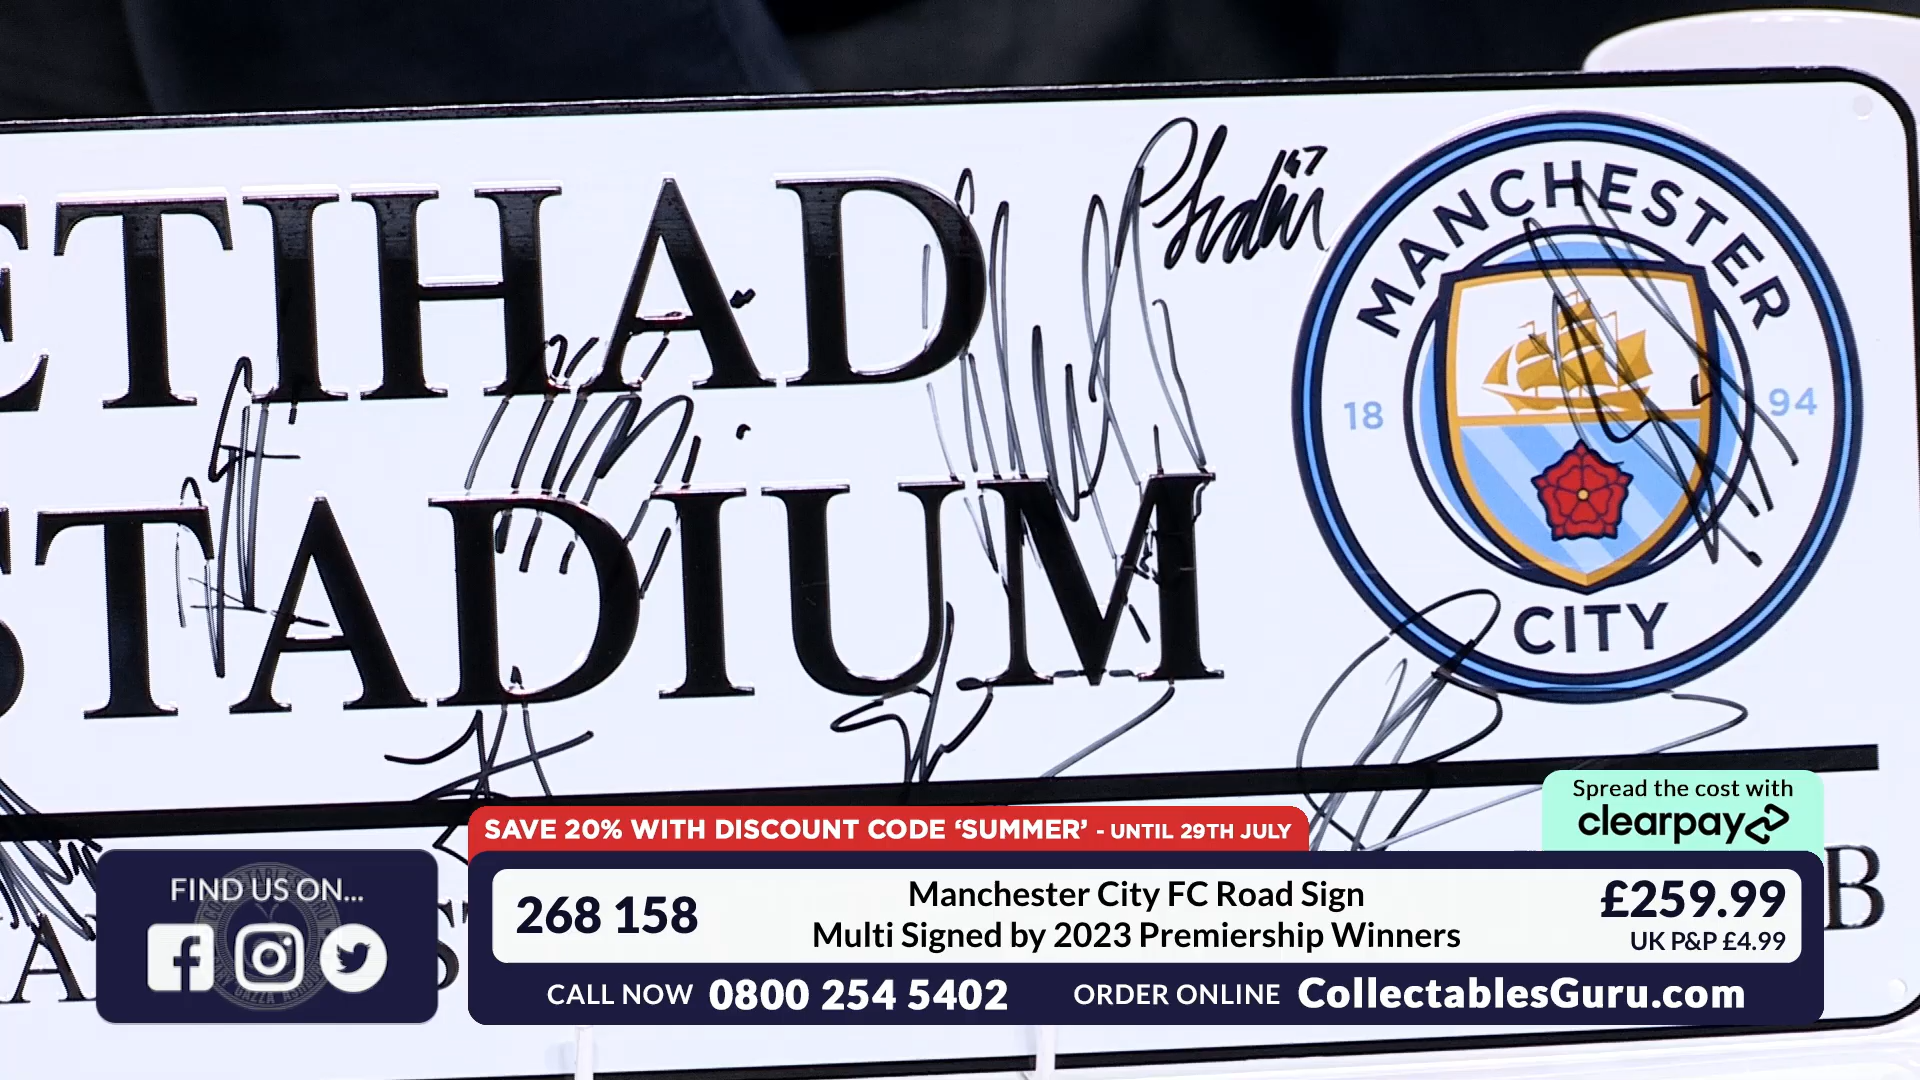 ETIHAD
STADIUM
MANCHESTER
18 94
CITY
47
B
Spread the cost with
clearpay
SAVE 20% WITH DISCOUNT CODE ‘SUMMER’ - UNTIL 29TH JULY
FIND US ON...
268 158
Manchester City FC Road Sign
Multi Signed by 2023 Premiership Winners
£259.99
UK P&P £4.99
CALL NOW 0800 254 5402
ORDER ONLINE CollectablesGuru.com